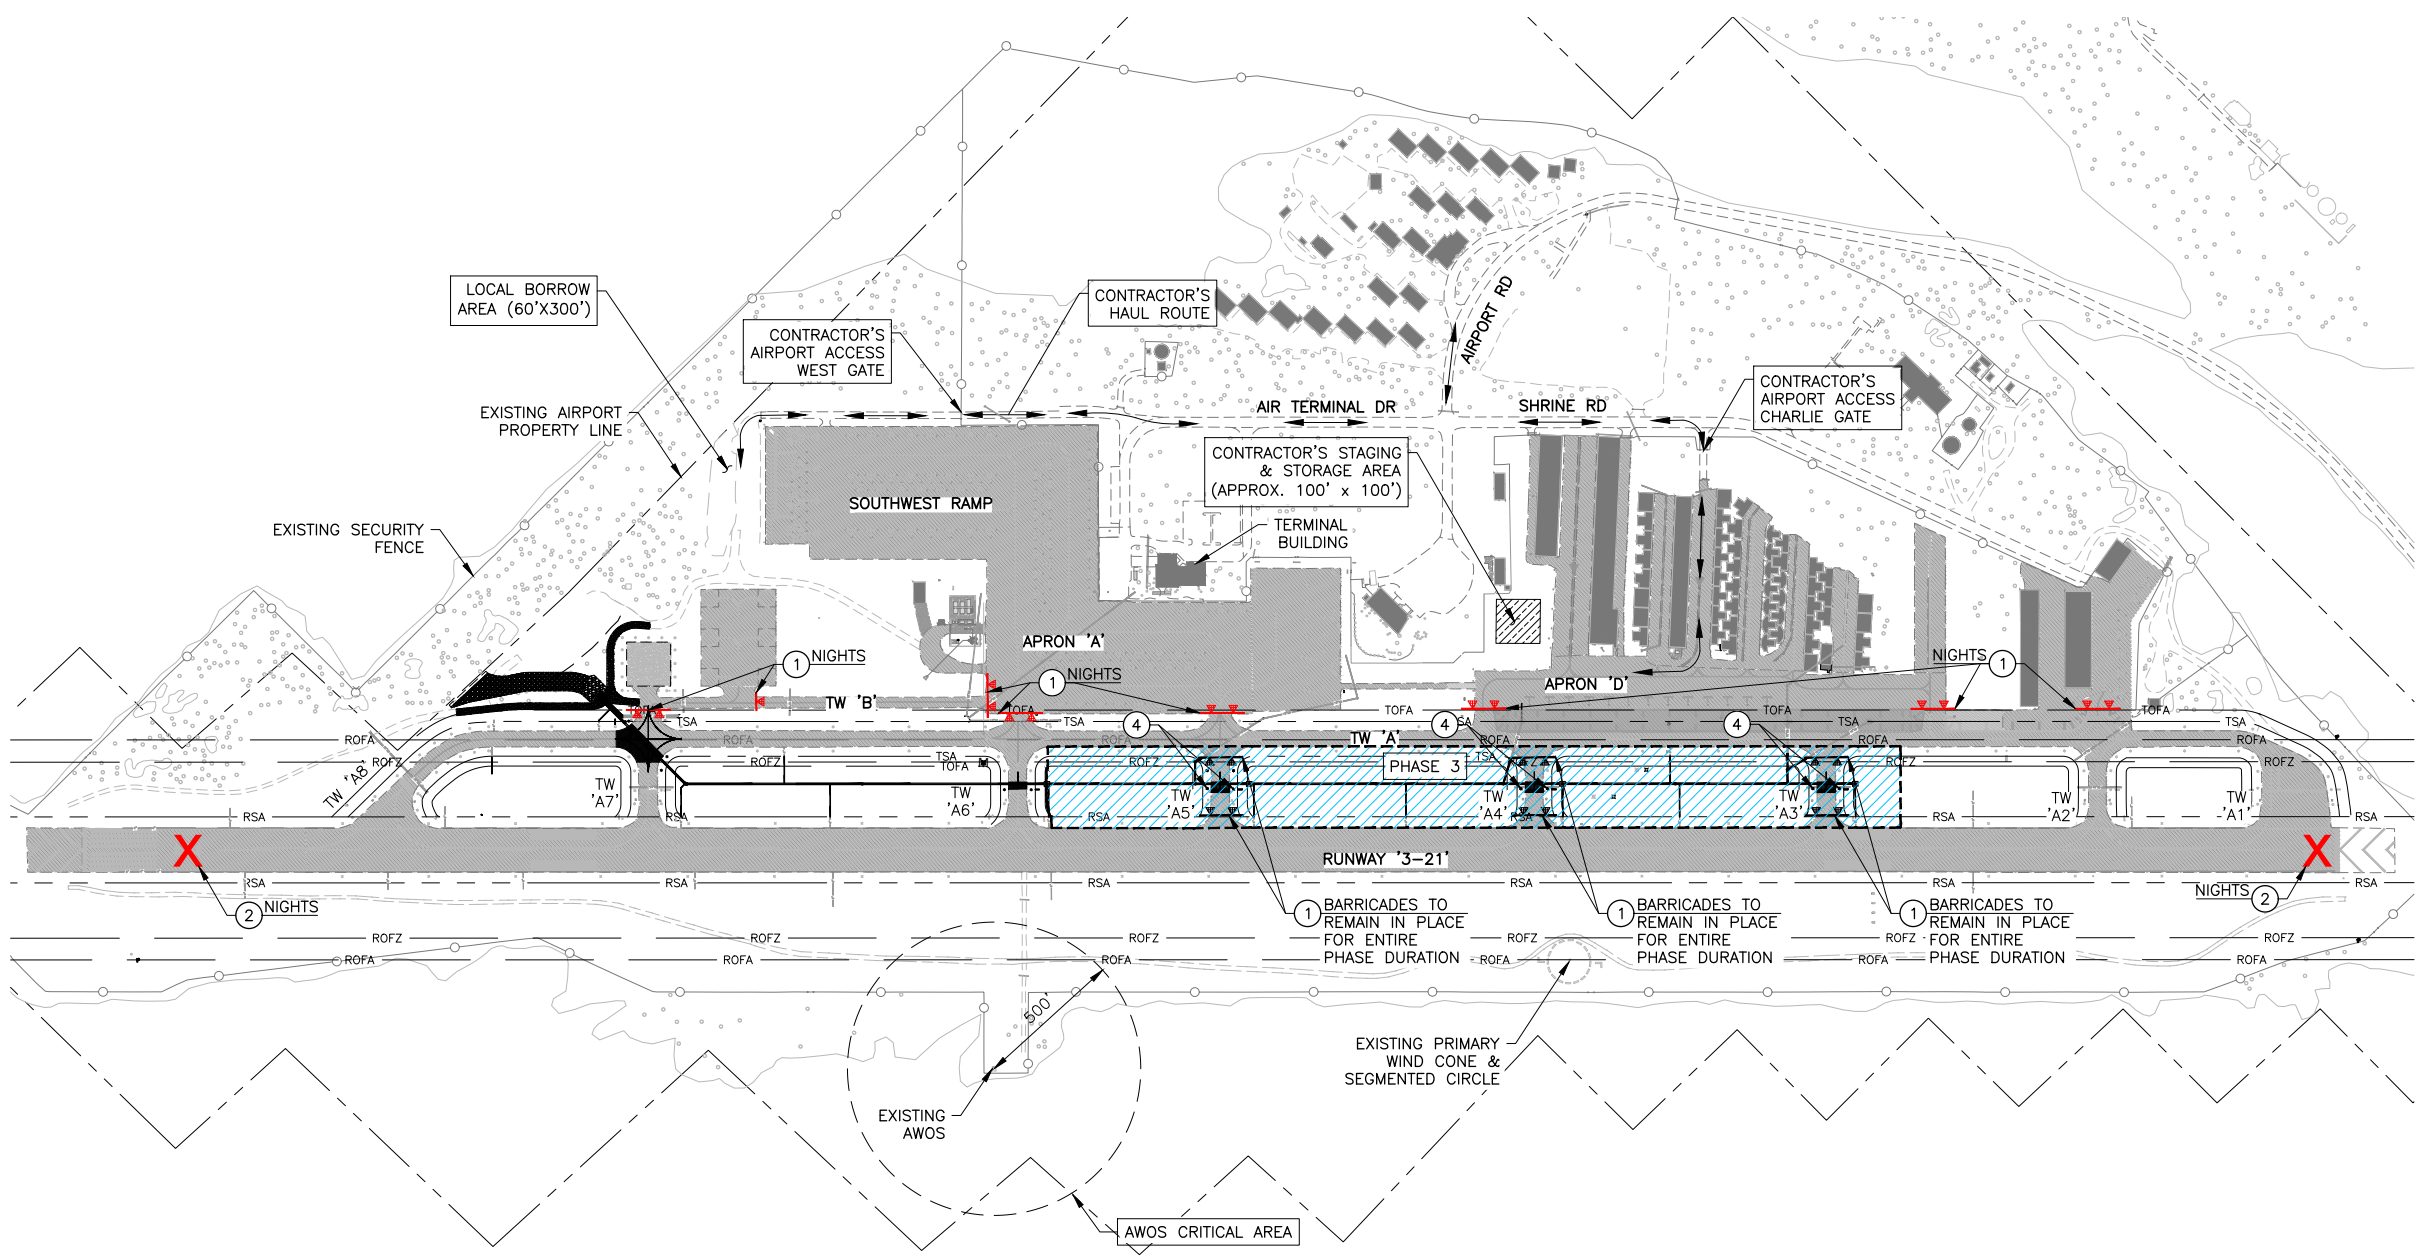 LOCAL BORROW
AREA (60'X300')
CONTRACTOR'S
HAUL ROUTE
CONTRACTOR'S
AIRPORT ACCESS
WEST GATE
AIRPORT RD
EXISTING AIRPORT
PROPERTY LINE
AIR TERMINAL DR
SHRINE RD
CONTRACTOR'S
AIRPORT ACCESS
CHARLIE GATE
CONTRACTOR'S STAGING
& STORAGE AREA
(APPROX. 100' x 100')
SOUTHWEST RAMP
EXISTING SECURITY
FENCE
TERMINAL
BUILDING
APRON 'A'
1 NIGHTS
1 NIGHTS
NIGHTS 1
APRON 'D'
TW 'B'
TOFA
TOFA
TOFA
TOFA
TSA
TSA
TSA
TSA
TSA
4
4
4
ROFA
ROFA
ROFA
TW 'A'
ROFA
ROFA
ROFA
ROFZ
ROFZ
TSA
TOFA
ROFZ
PHASE 3
TSA
ROFZ
ROFZ
TW 'A8'
TW
'A7'
TW
'A6'
TW
'A5'
TW
'A4'
TW
'A3'
TW
'A2'
TW
'A1'
RSA
RSA
RSA
RSA
RSA
RSA
RUNWAY '3-21'
RSA
RSA
RSA
RSA
RSA
RSA
2 NIGHTS
NIGHTS 2
1 BARRICADES TO
REMAIN IN PLACE
FOR ENTIRE
PHASE DURATION
1 BARRICADES TO
REMAIN IN PLACE
FOR ENTIRE
PHASE DURATION
1 BARRICADES TO
REMAIN IN PLACE
FOR ENTIRE
PHASE DURATION
ROFZ
ROFZ
ROFZ
ROFZ
ROFZ
ROFA
ROFA
ROFA
ROFA
ROFA
ROFA
500'
EXISTING PRIMARY
WIND CONE &
SEGMENTED CIRCLE
EXISTING
AWOS
AWOS CRITICAL AREA